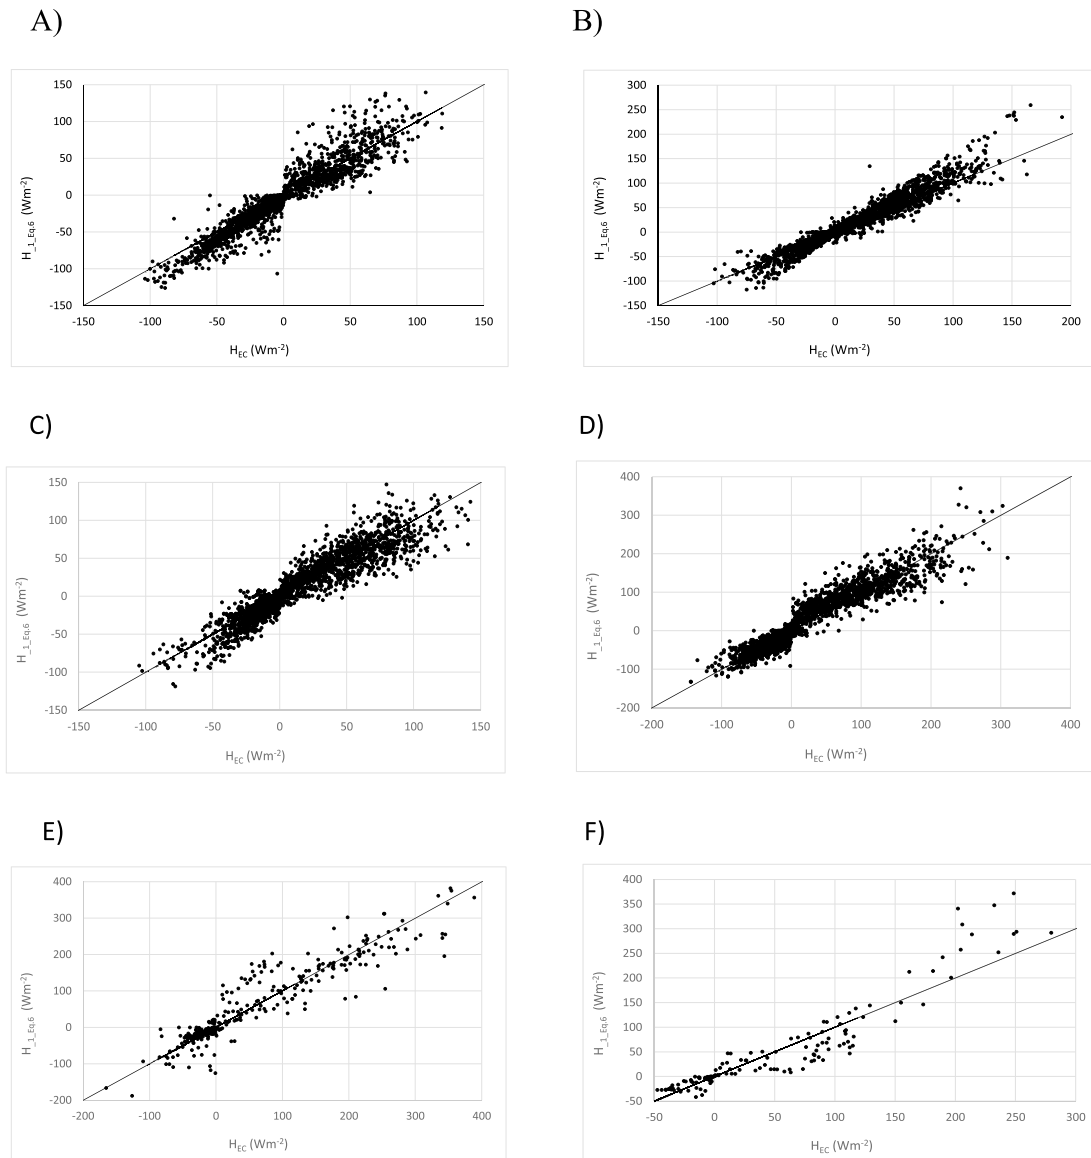 A)
B)
150
100
50
0
-50
-100
-150
-150 -100 -50 0 50 100 150
H_1_Eq.6 (Wm-2)
HEC (Wm-2)
300
250
200
150
100
50
0
-50
-100
-150
-150 -100 -50 0 50 100 150 200
H_1_Eq.6 (Wm-2)
HEC (Wm-2)
C)
D)
150
100
50
0
-50
-100
-150
-150 -100 -50 0 50 100 150
H_1_Eq.6 (Wm-2)
HEC (Wm-2)
400
300
200
100
0
-100
-200
-200 -100 0 100 200 300 400
H_1_Eq.6 (Wm-2)
HEC (Wm-2)
E)
F)
400
300
200
100
0
-100
-200
-200 -100 0 100 200 300 400
H_1_Eq.6 (Wm-2)
HEC (Wm-2)
400
350
300
250
200
150
100
50
0
-50
-50 0 50 100 150 200 250 300
H_1_Eq.6 (Wm-2)
HEC (Wm-2)